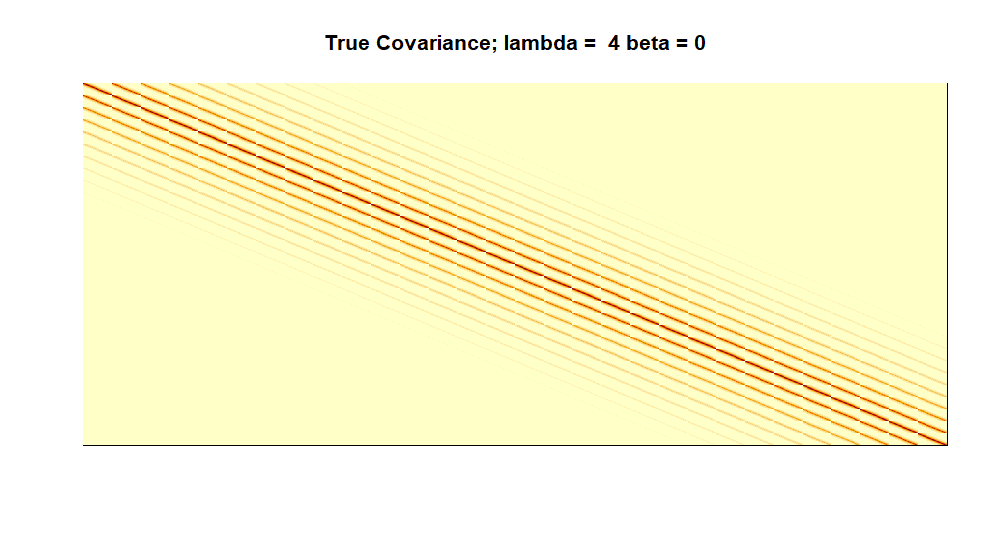 True Covariance; lambda =  4 beta = 0